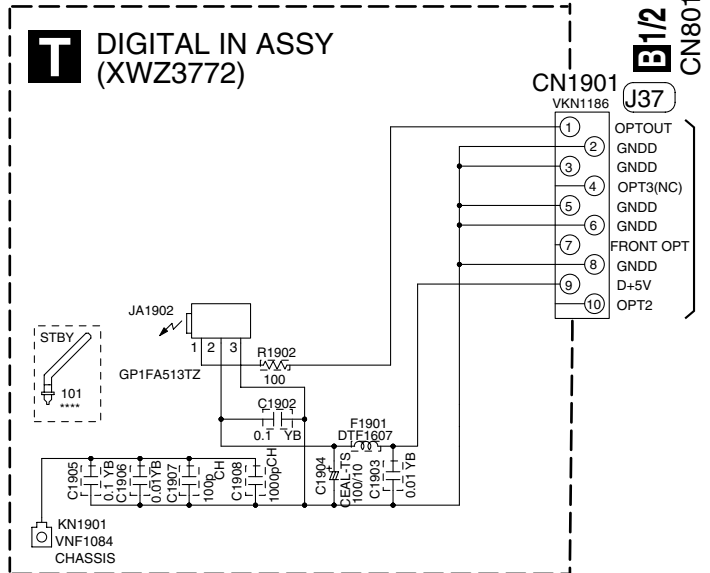 T DIGITAL IN ASSY
(XWZ3772)
B1/2
CN801
CN1901
VKN1186
J37
1 OPTOUT
2 GNDD
3 GNDD
4 OPT3(NC)
5 GNDD
6 GNDD
7 FRONT OPT
8 GNDD
9 D+5V
10 OPT2
JA1902
1 2 3
GP1FA513TZ
R1902
100
STBY
101
****
C1902
0.1 YB
F1901
DTF1607
C1905
0.1 YB
C1906
0.01YB
C1907
100p
CH
C1908
1000p
CH
C1904
+
CEAL-TS
100/10
C1903
0.01 YB
KN1901
VNF1084
CHASSIS